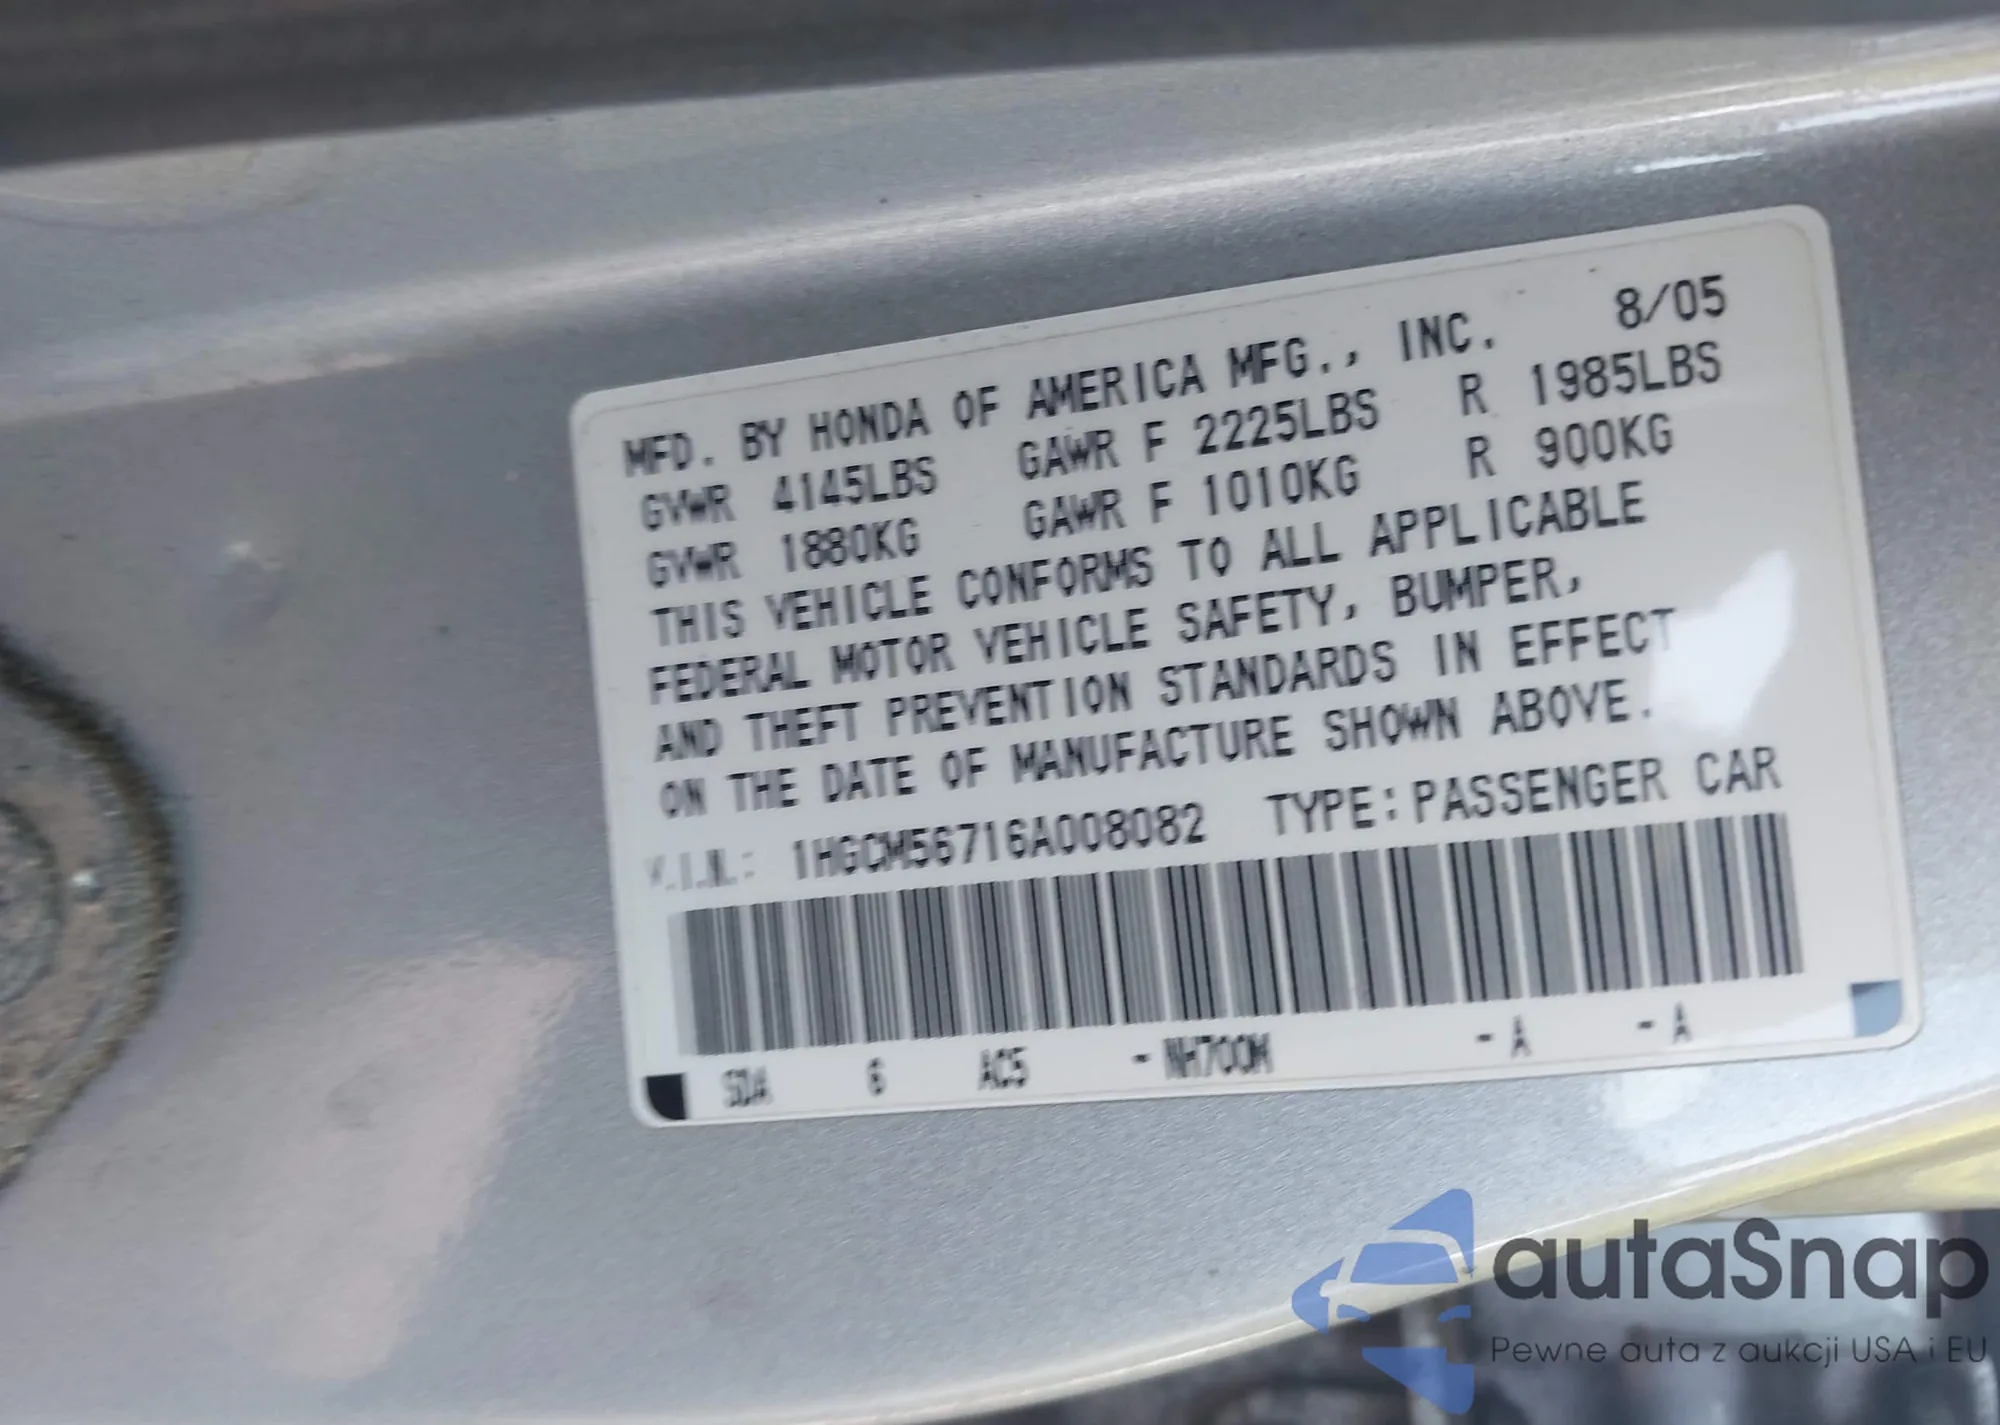 MFD. BY HONDA OF AMERICA MFG., INC. 8/05
GVWR 4145LBS GAWR F 2225LBS R 1985LBS
GVWR 1880KG GAWR F 1010KG R 900KG
THIS VEHICLE CONFORMS TO ALL APPLICABLE
FEDERAL MOTOR VEHICLE SAFETY, BUMPER,
AND THEFT PREVENTION STANDARDS IN EFFECT
ON THE DATE OF MANUFACTURE SHOWN ABOVE.
V.I.N.: 1HGCM56716A008082 TYPE: PASSENGER CAR
SDA 6 AC5 - NH700M - A - A
autaSnap
Pewne auta z aukcji USA i EU